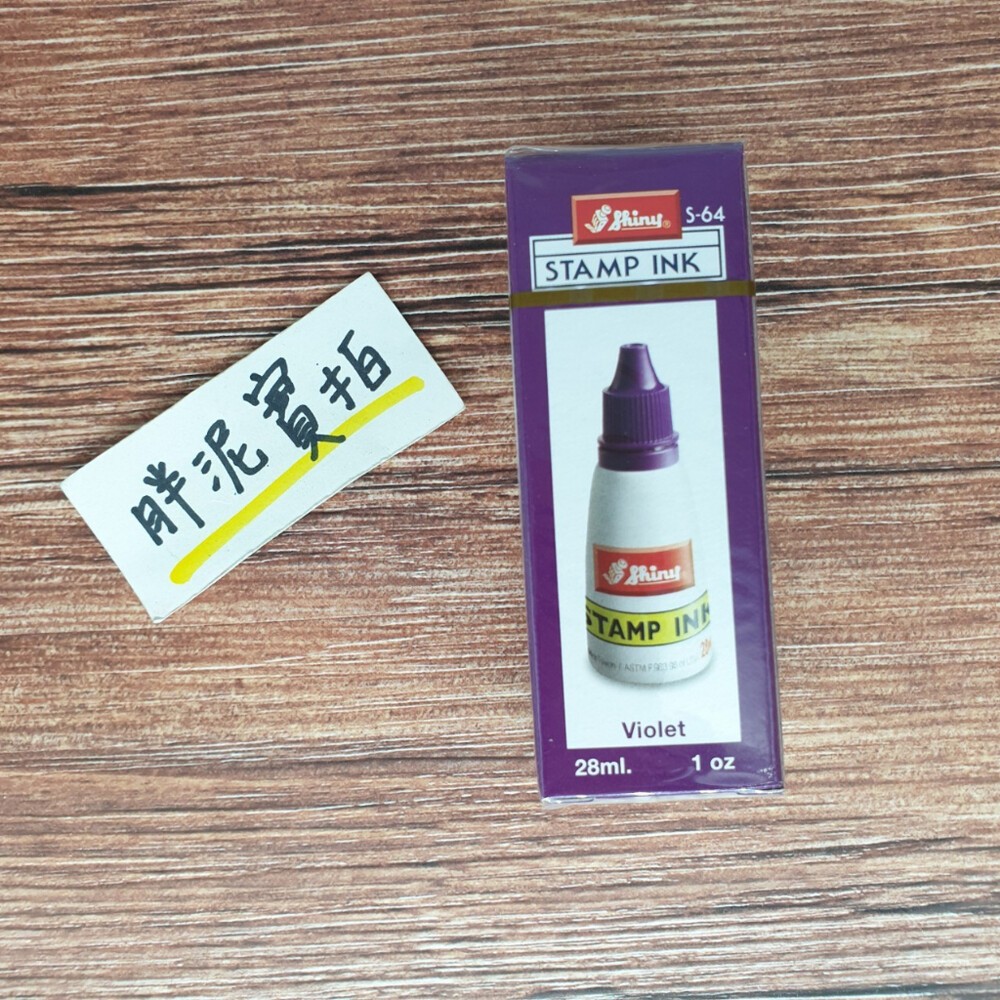 胖泥實拍
Shiny® S-64
STAMP INK
Shiny
STAMP INK
Violet
28ml. 1 oz